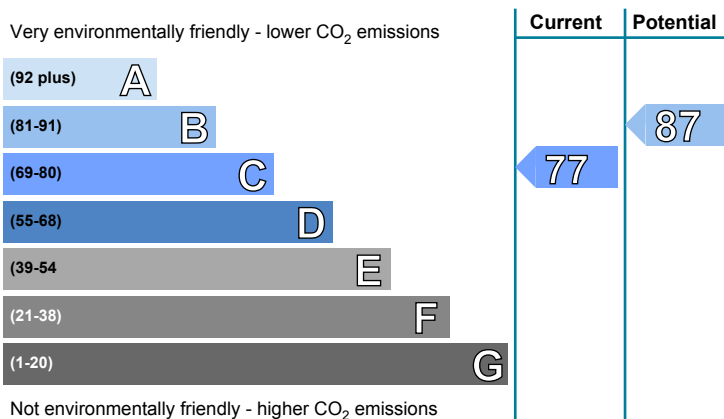 Very environmentally friendly - lower CO2 emissions
Current
Potential
(92 plus) A
(81-91) B
87
(69-80) C
77
(55-68) D
(39-54 E
(21-38) F
(1-20) G
Not environmentally friendly - higher CO2 emissions